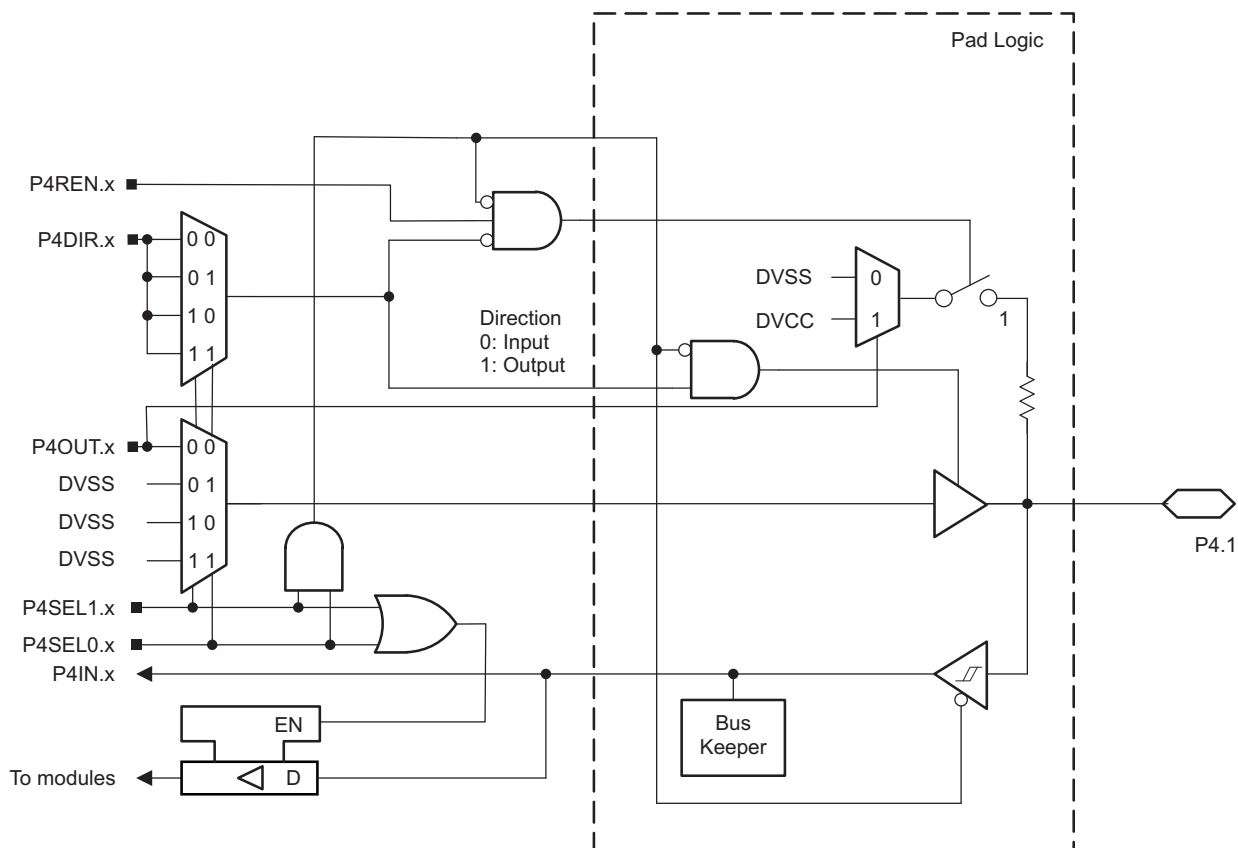 Pad Logic
P4REN.x
P4DIR.x
0 0
0 1
1 0
1 1
Direction
0: Input
1: Output
DVSS
0
DVCC
1
1
P4OUT.x
0 0
DVSS
0 1
DVSS
1 0
DVSS
1 1
P4.1
P4SEL1.x
P4SEL0.x
P4IN.x
EN
Bus
Keeper
To modules
D